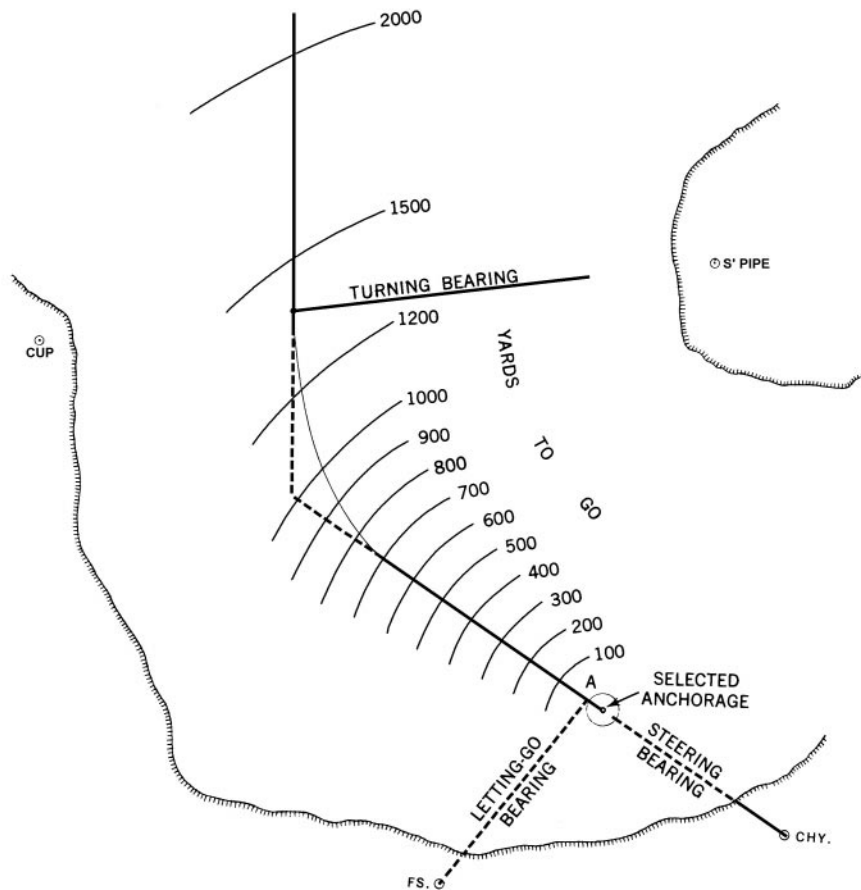 2000
1500
S' PIPE
TURNING BEARING
1200
CUP
YARDS
TO
GO
1000
900
800
700
600
500
400
300
200
100
A
SELECTED
ANCHORAGE
STEERING
BEARING
LETTING-GO
BEARING
CHY.
FS.